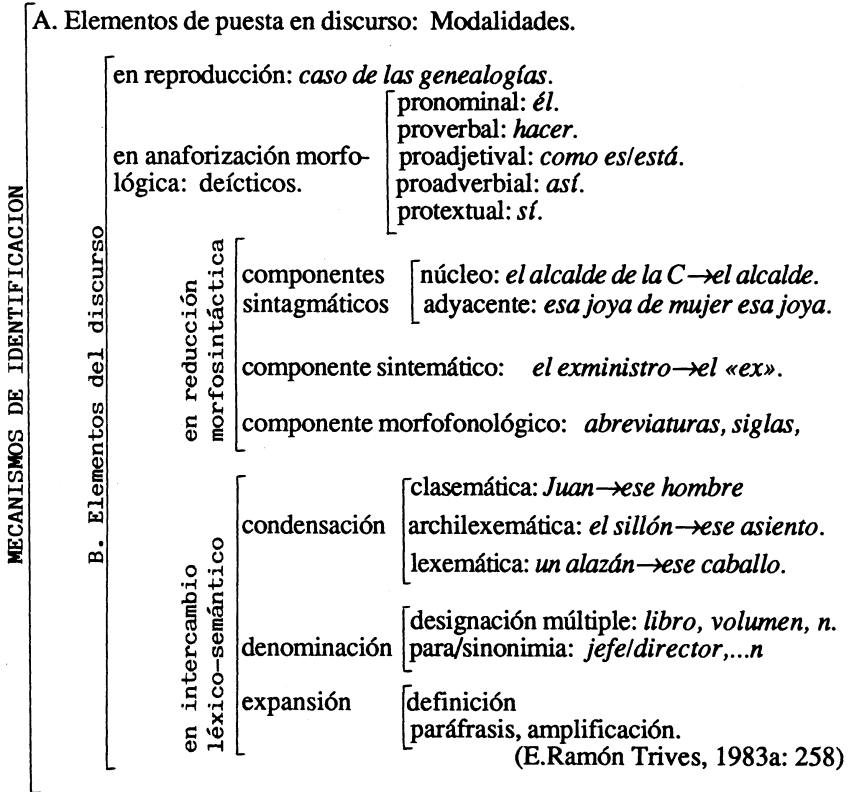 MECANISMOS DE IDENTIFICACION
A. Elementos de puesta en discurso: Modalidades.
B. Elementos del discurso
en reproducción: caso de las genealogías.
en anaforización morfo-
lógica: deícticos.
pronominal: él.
proverbal: hacer.
proadjetival: como es/está.
proadverbial: así.
protextual: sí.
en reducción
morfosintáctica
componentes
sintagmáticos
núcleo: el alcalde de la C→el alcalde.
adyacente: esa joya de mujer esa joya.
componente sintemático: el exministro→el «ex».
componente morfofonológico: abreviaturas, siglas,
en intercambio
léxico-semántico
condensación
clasemática: Juan→ese hombre
archilexemática: el sillón→ese asiento.
lexemática: un alazán→ese caballo.
denominación
designación múltiple: libro, volumen, n.
para/sinonimia: jefe/director,...n
expansión
definición
paráfrasis, amplificación.
(E.Ramón Trives, 1983a: 258)